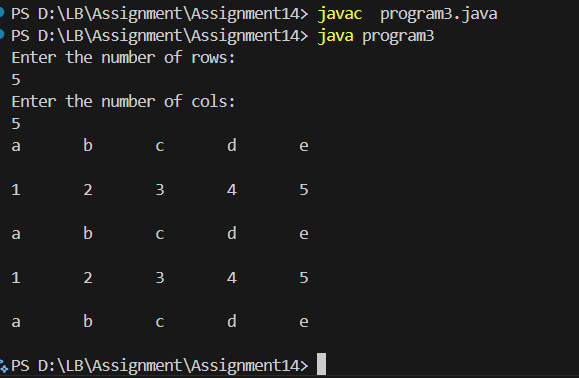 PS D:\LB\Assignment\Assignment14> javac  program3.java
PS D:\LB\Assignment\Assignment14> java program3
Enter the number of rows:
5
Enter the number of cols:
5
a       b       c       d       e
1       2       3       4       5
a       b       c       d       e
1       2       3       4       5
a       b       c       d       e
PS D:\LB\Assignment\Assignment14>